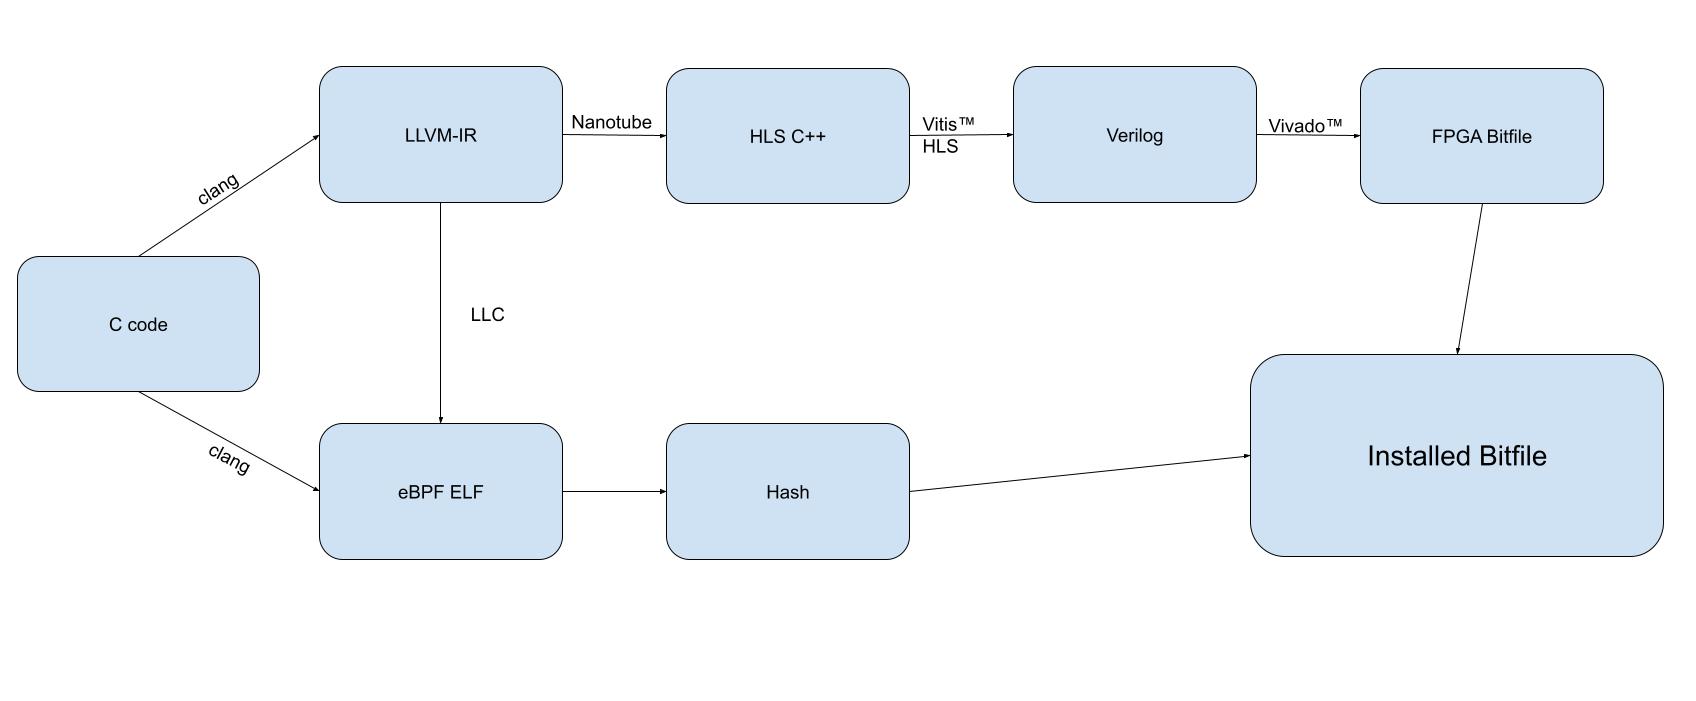 LLVM-IR
Nanotube
HLS C++
Vitis™
HLS
Verilog
Vivado™
FPGA Bitfile
clang
C code
LLC
clang
eBPF ELF
Hash
Installed Bitfile